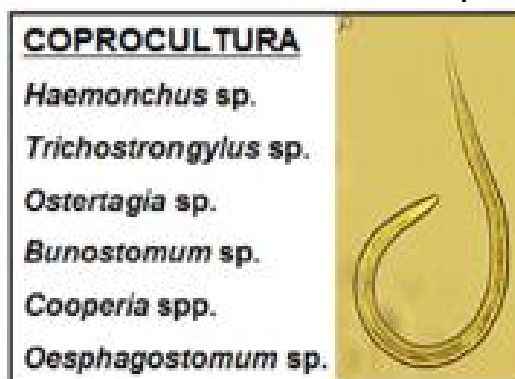 COPROCULTURA
Haemonchus sp.
Trichostrongylus sp.
Ostertagia sp.
Bunostomum sp.
Cooperia spp.
Oesphagostomum sp.